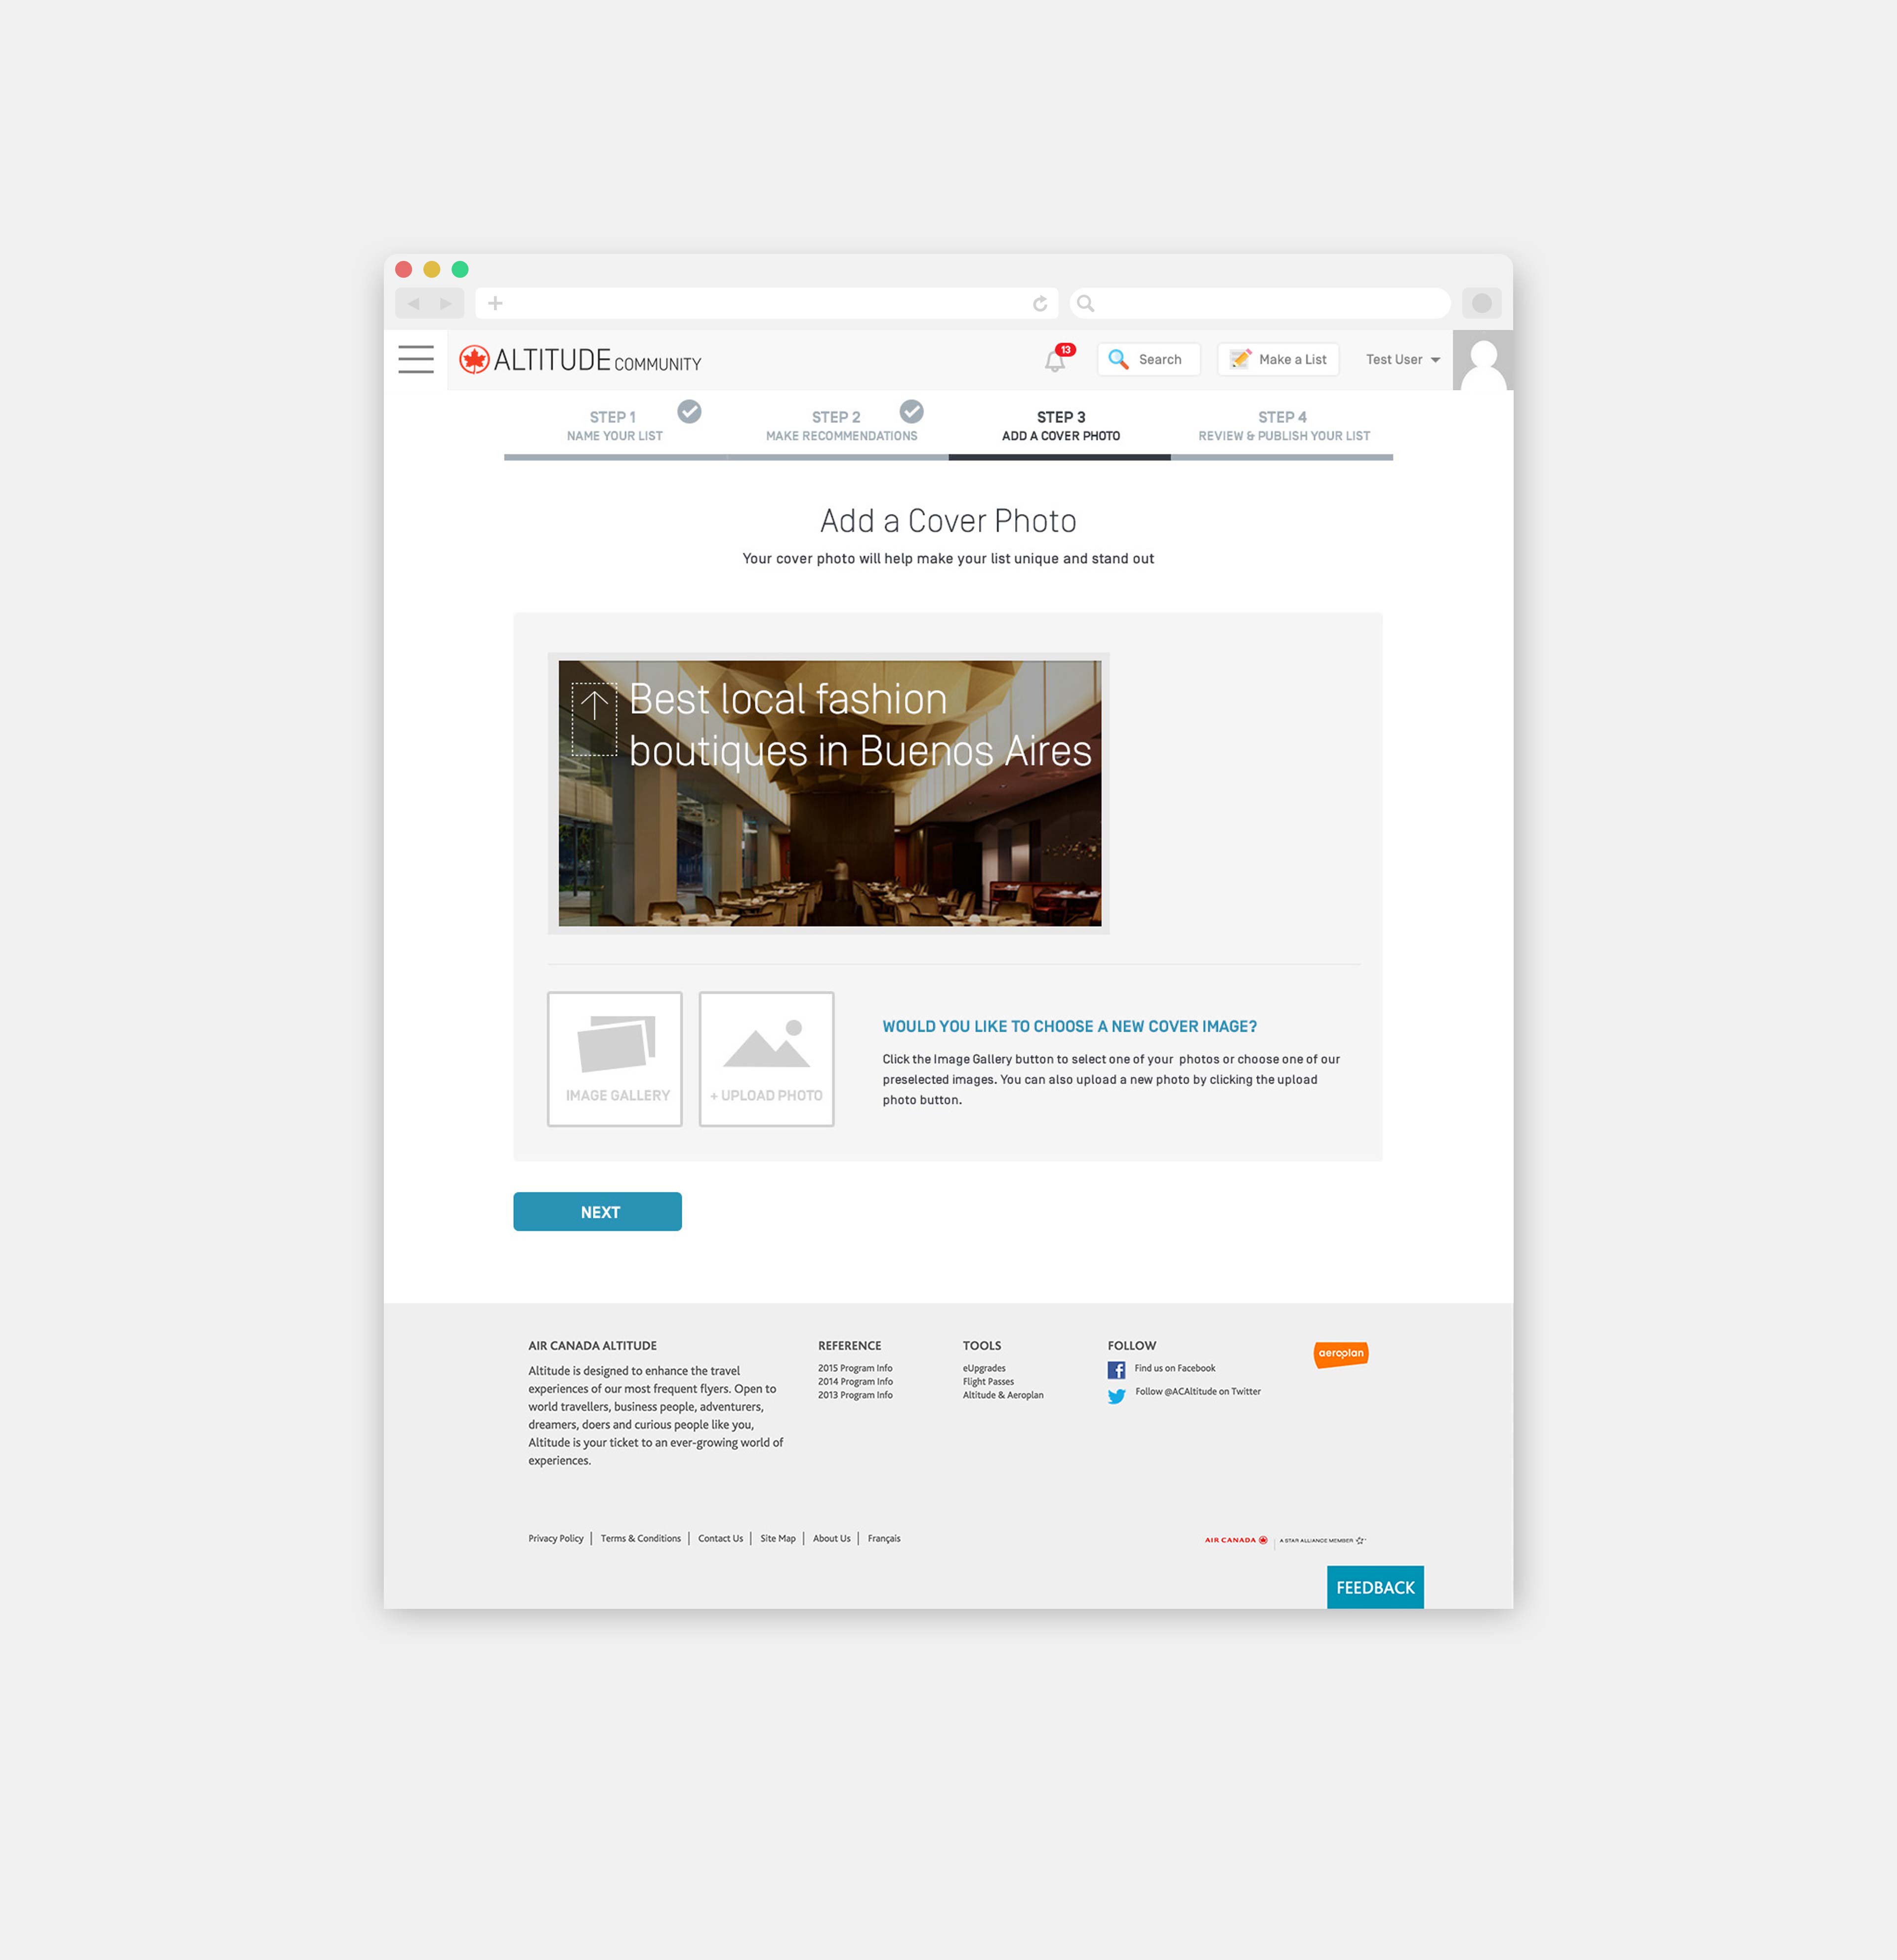 ALTITUDE COMMUNITY
13
Search
Make a List
Test User
STEP 1
NAME YOUR LIST
STEP 2
MAKE RECOMMENDATIONS
STEP 3
ADD A COVER PHOTO
STEP 4
REVIEW & PUBLISH YOUR LIST
Add a Cover Photo
Your cover photo will help make your list unique and stand out
Best local fashion
boutiques in Buenos Aires
IMAGE GALLERY
+ UPLOAD PHOTO
WOULD YOU LIKE TO CHOOSE A NEW COVER IMAGE?
Click the Image Gallery button to select one of your photos or choose one of our
preselected images. You can also upload a new photo by clicking the upload
photo button.
NEXT
AIR CANADA ALTITUDE
Altitude is designed to enhance the travel
experiences of our most frequent flyers. Open to
world travellers, business people, adventurers,
dreamers, doers and curious people like you,
Altitude is your ticket to an ever-growing world of
experiences.
REFERENCE
2015 Program Info
2014 Program Info
2013 Program Info
TOOLS
eUpgrades
Flight Passes
Altitude & Aeroplan
FOLLOW
Find us on Facebook
Follow @ACAltitude on Twitter
aeroplan
Privacy Policy | Terms & Conditions | Contact Us | Site Map | About Us | Français
AIR CANADA | A STAR ALLIANCE MEMBER
FEEDBACK